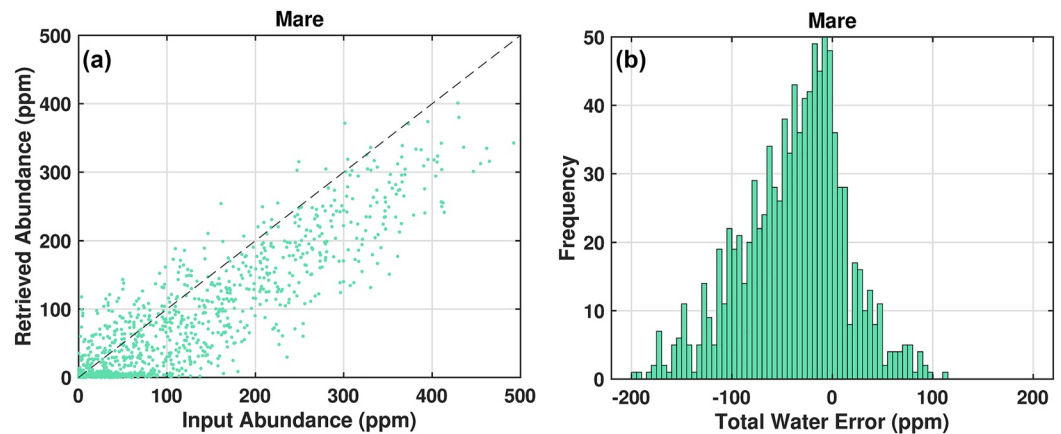 Mare
(a)
500
400
300
200
100
0
Retrieved Abundance (ppm)
0 100 200 300 400 500
Input Abundance (ppm)
Mare
(b)
50
40
30
20
10
0
Frequency
-200 -100 0 100 200
Total Water Error (ppm)